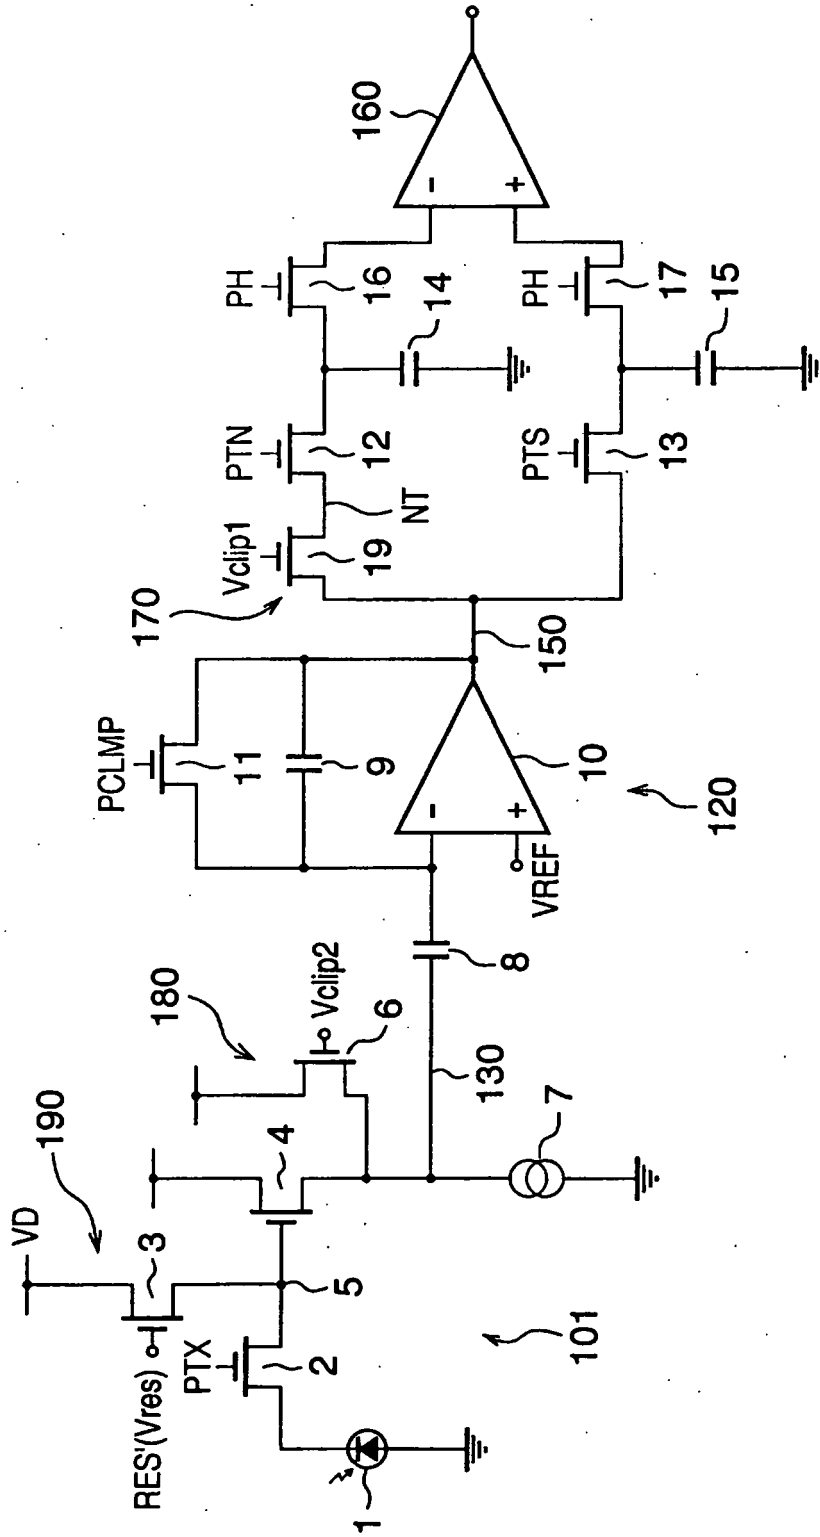 190
VD
3
RES'(Vres)
PTX
2
5
1
101
4
180
Vclip2
6
130
7
8
PCLMP
11
9
-
+
VREF
10
120
170
Vclip1
19
NT
150
PTN
12
PTS
13
PH
16
14
PH
17
15
160
-
+